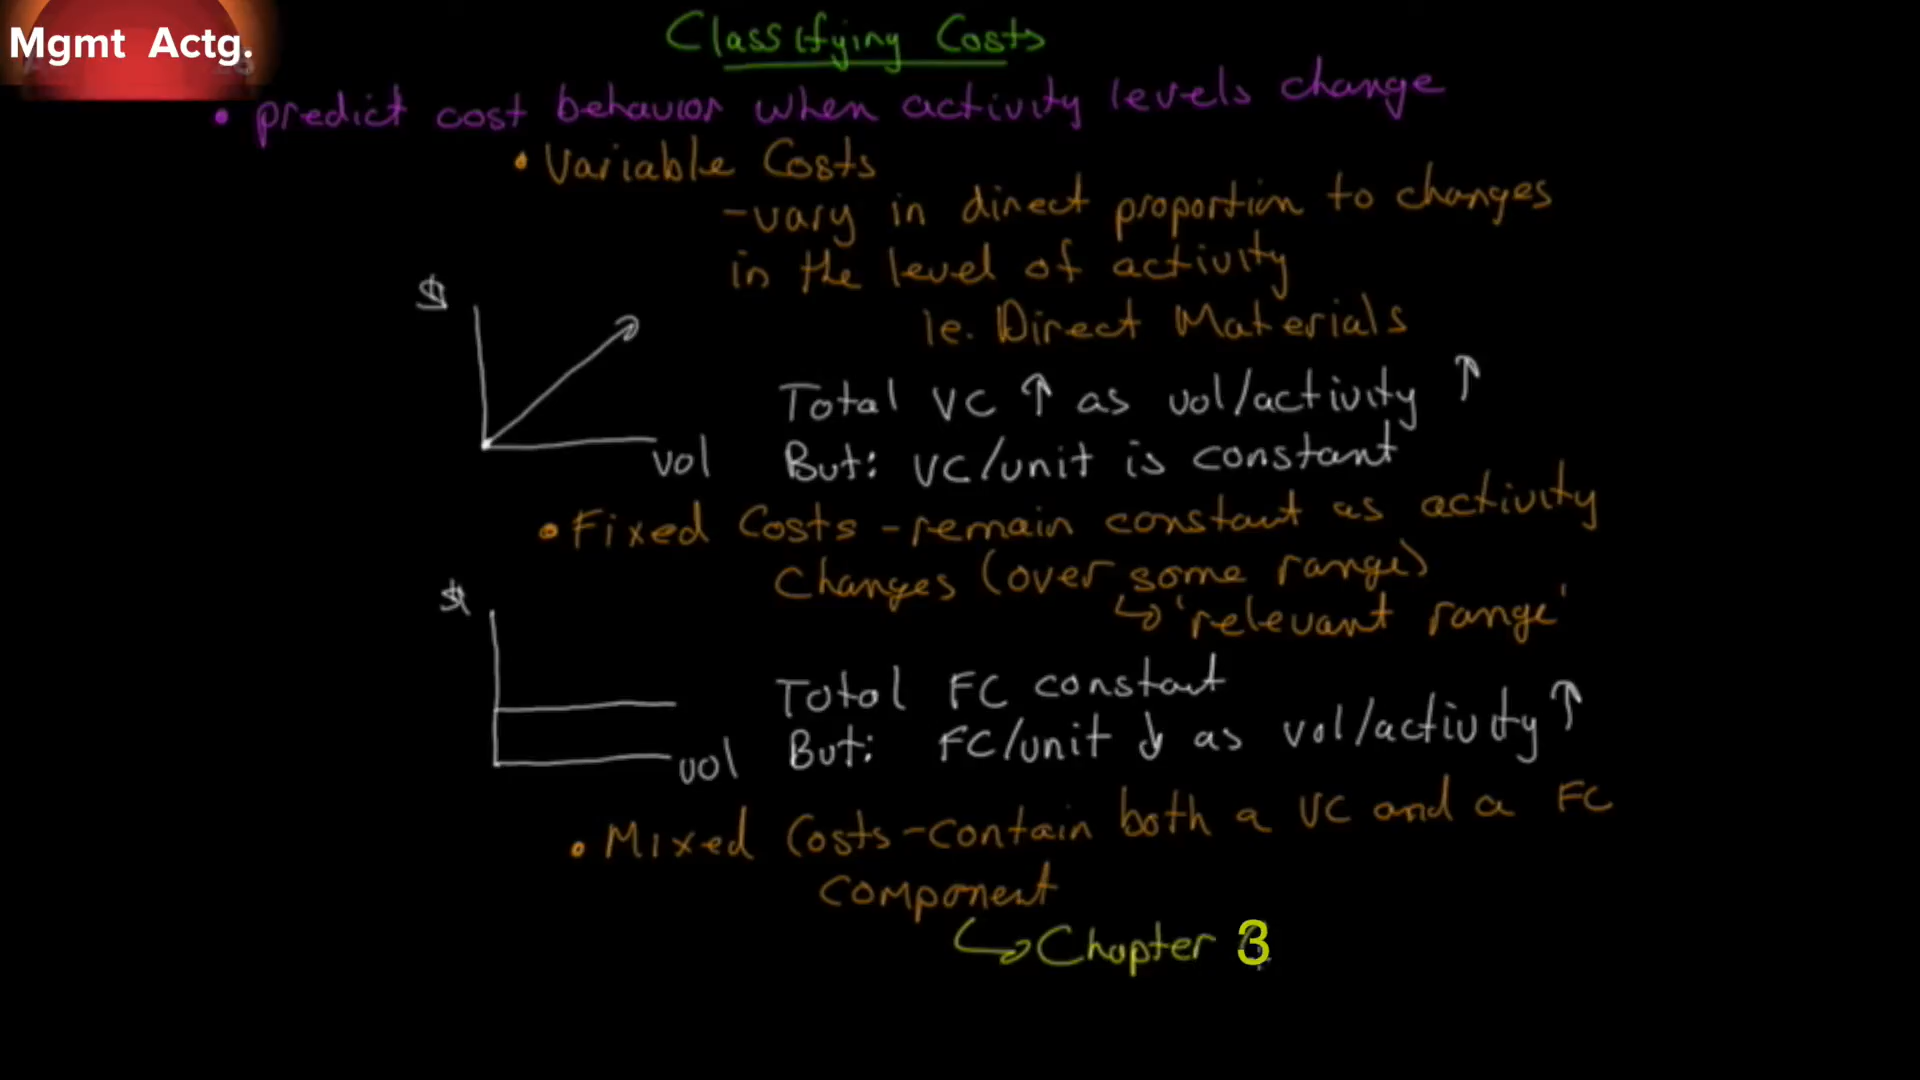 Mgmt Actg.
Classifying Costs
• predict cost behavior when activity levels change
• Variable Costs
-vary in direct proportion to changes
in the level of activity
ie. Direct Materials
$
vol
Total VC ↑ as vol/activity ↑
But: VC/unit is constant
• Fixed Costs - remain constant as activity
changes (over some range)
↳ 'relevant range'
$
vol
Total FC constant
But: FC/unit ↓ as vol/activity ↑
• Mixed Costs - contain both a VC and a FC
component
↳ Chapter 3